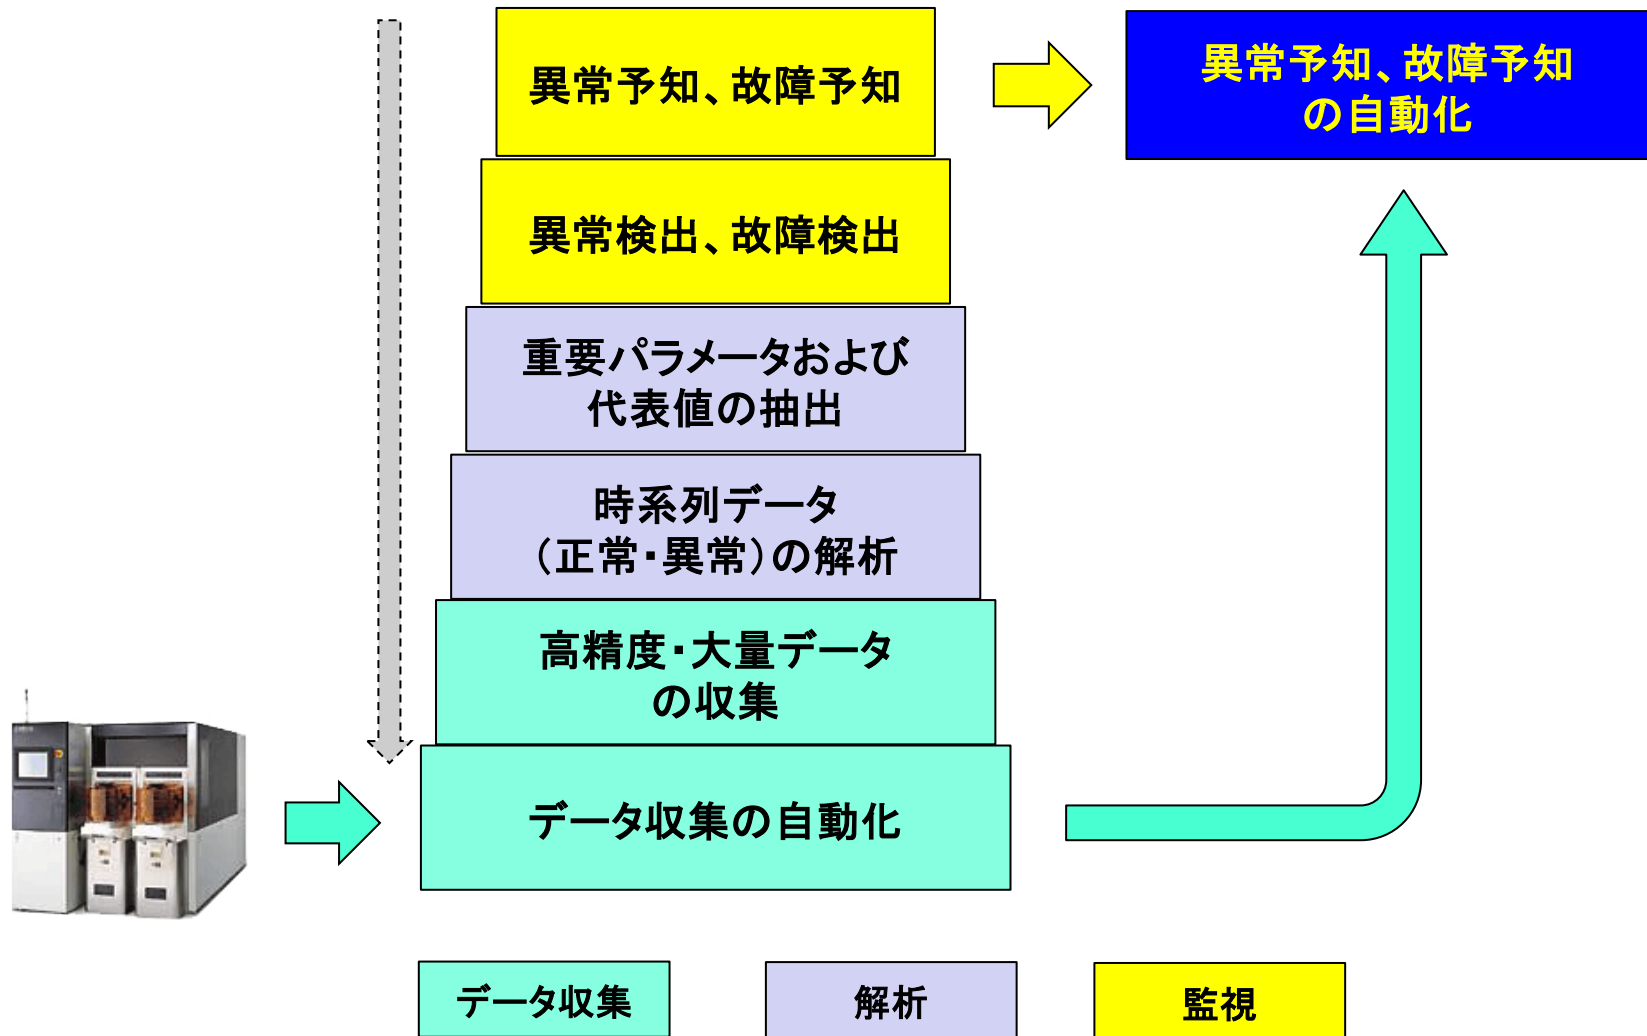 異常予知、故障予知
異常予知、故障予知
の自動化
異常検出、故障検出
重要パラメータおよび
代表値の抽出
時系列データ
（正常・異常）の解析
高精度・大量データ
の収集
データ収集の自動化
データ収集
解析
監視